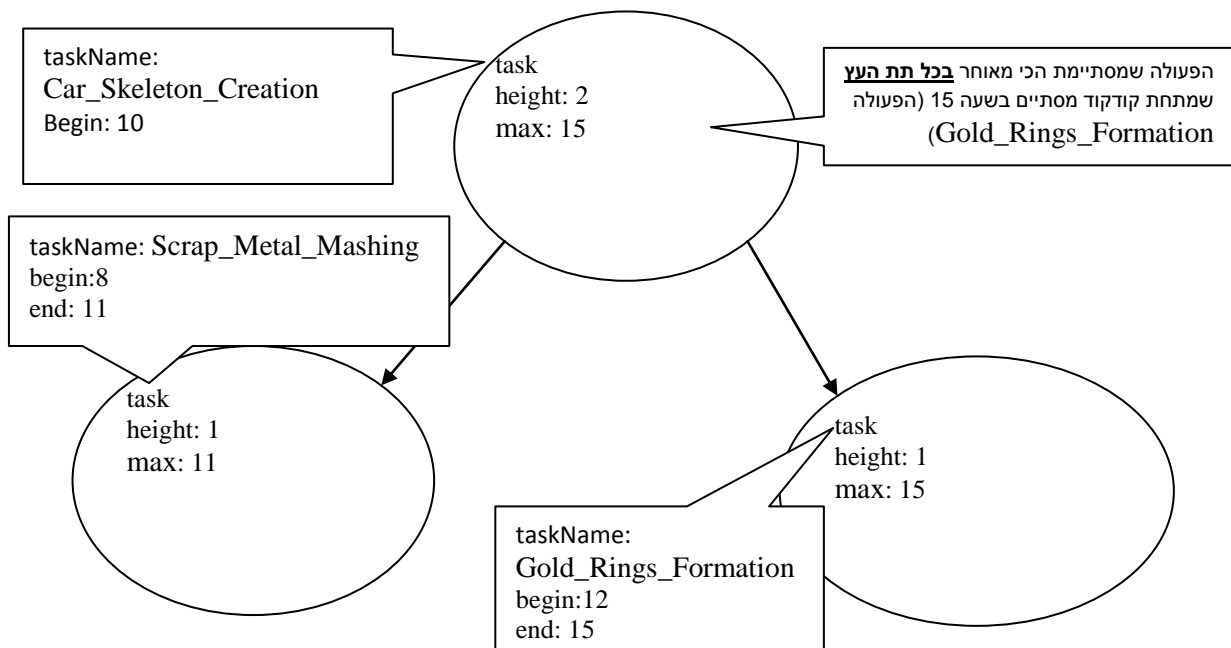 taskName:
Car_Skeleton_Creation
Begin: 10
task
height: 2
max: 15
הפעולה שמסתיימת הכי מאוחר בכל תת העץ
שמתחת קודקוד מסתיים בשעה 15 (הפעולה
Gold_Rings_Formation)
taskName: Scrap_Metal_Mashing
begin:8
end: 11
task
height: 1
max: 11
task
height: 1
max: 15
taskName:
Gold_Rings_Formation
begin:12
end: 15